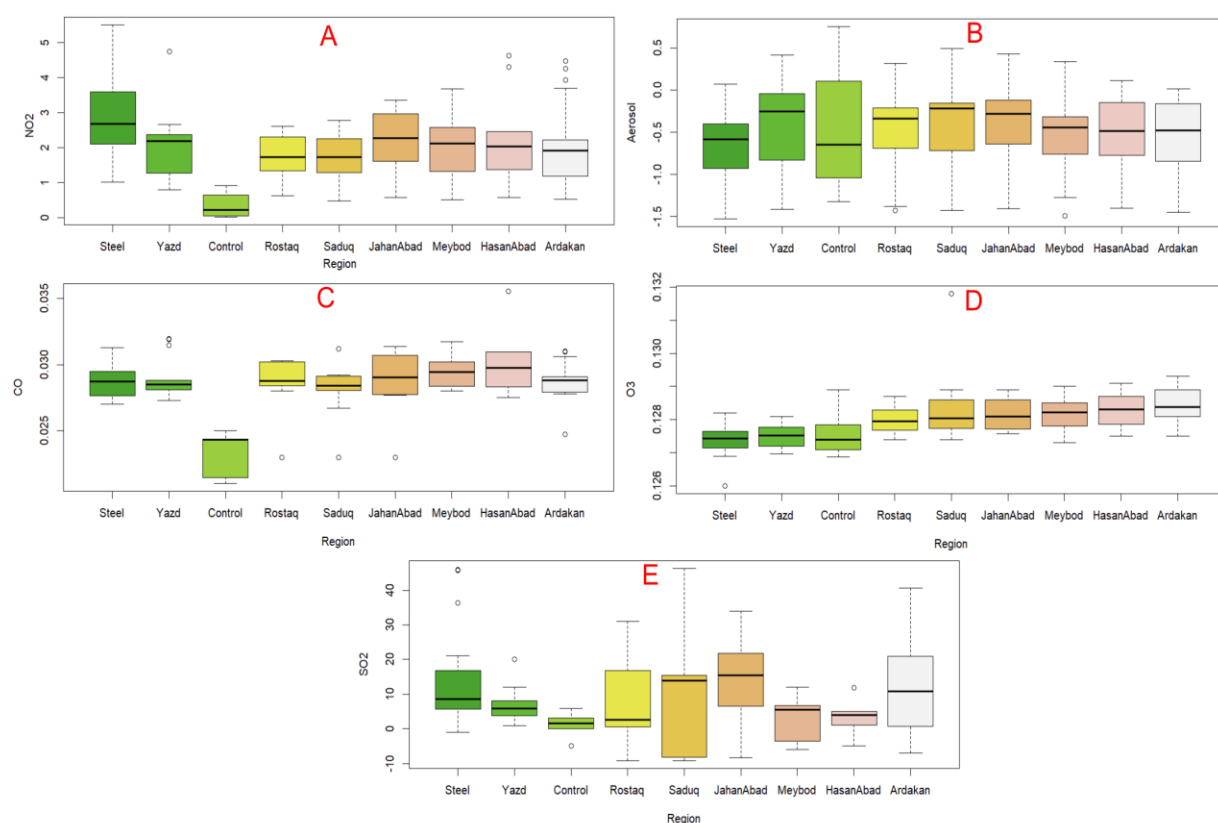 A
NO2
0 1 2 3 4 5
Steel Yazd Control Rostaq Saduq JahanAbad Meybod HasanAbad Ardakan
Region
B
Aerosol
-1.5 -1.0 -0.5 0.0 0.5
Steel Yazd Control Rostaq Saduq JahanAbad Meybod HasanAbad Ardakan
C
CO
0.025 0.030 0.035
Steel Yazd Control Rostaq Saduq JahanAbad Meybod HasanAbad Ardakan
Region
D
O3
0.126 0.128 0.130 0.132
Steel Yazd Control Rostaq Saduq JahanAbad Meybod HasanAbad Ardakan
Region
E
SO2
-10 0 10 20 30 40
Steel Yazd Control Rostaq Saduq JahanAbad Meybod HasanAbad Ardakan
Region